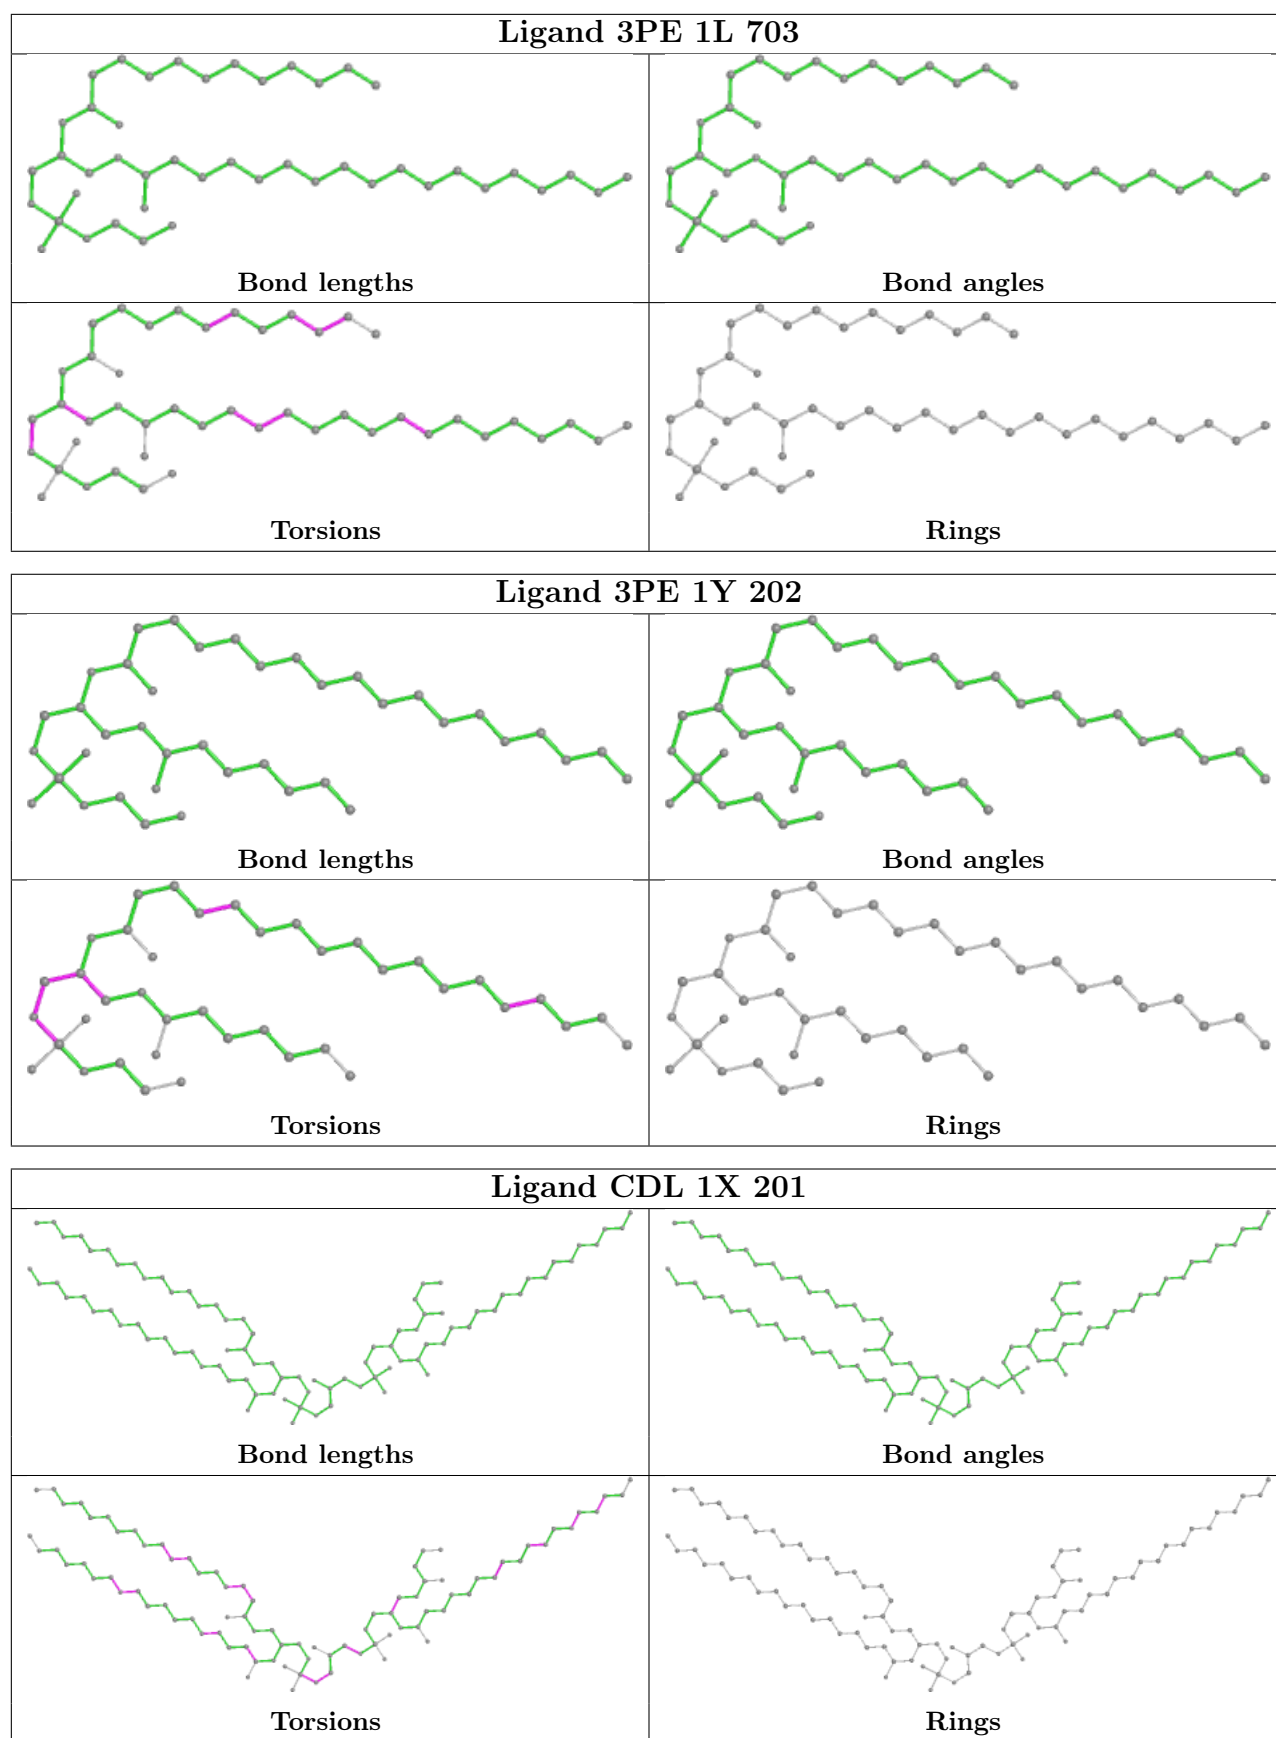 Ligand 3PE 1L 703
Bond lengths
Bond angles
Torsions
Rings
Ligand 3PE 1Y 202
Bond lengths
Bond angles
Torsions
Rings
Ligand CDL 1X 201
Bond lengths
Bond angles
Torsions
Rings